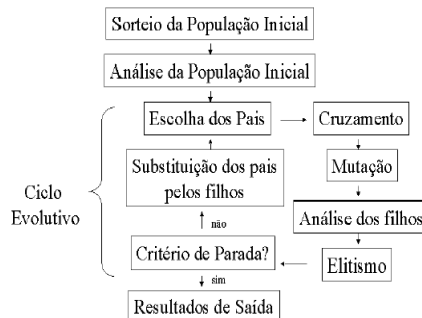 Sorteio da População Inicial
Análise da População Inicial
Escolha dos Pais
Cruzamento
Substituição dos pais
pelos filhos
Mutação
Ciclo
Evolutivo
Análise dos filhos
não
Critério de Parada?
Elitismo
sim
Resultados de Saída